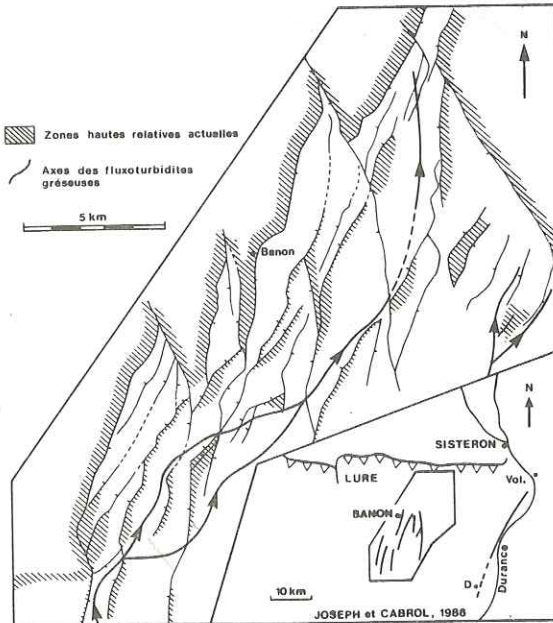 N
Zones hautes relatives actuelles
Axes des fluxoturbidites
gréseuses
5 km
Banon
N
SISTERON
LURE
Vol.
BANON
D.
Durance
10 km
JOSEPH et CABROL, 1986